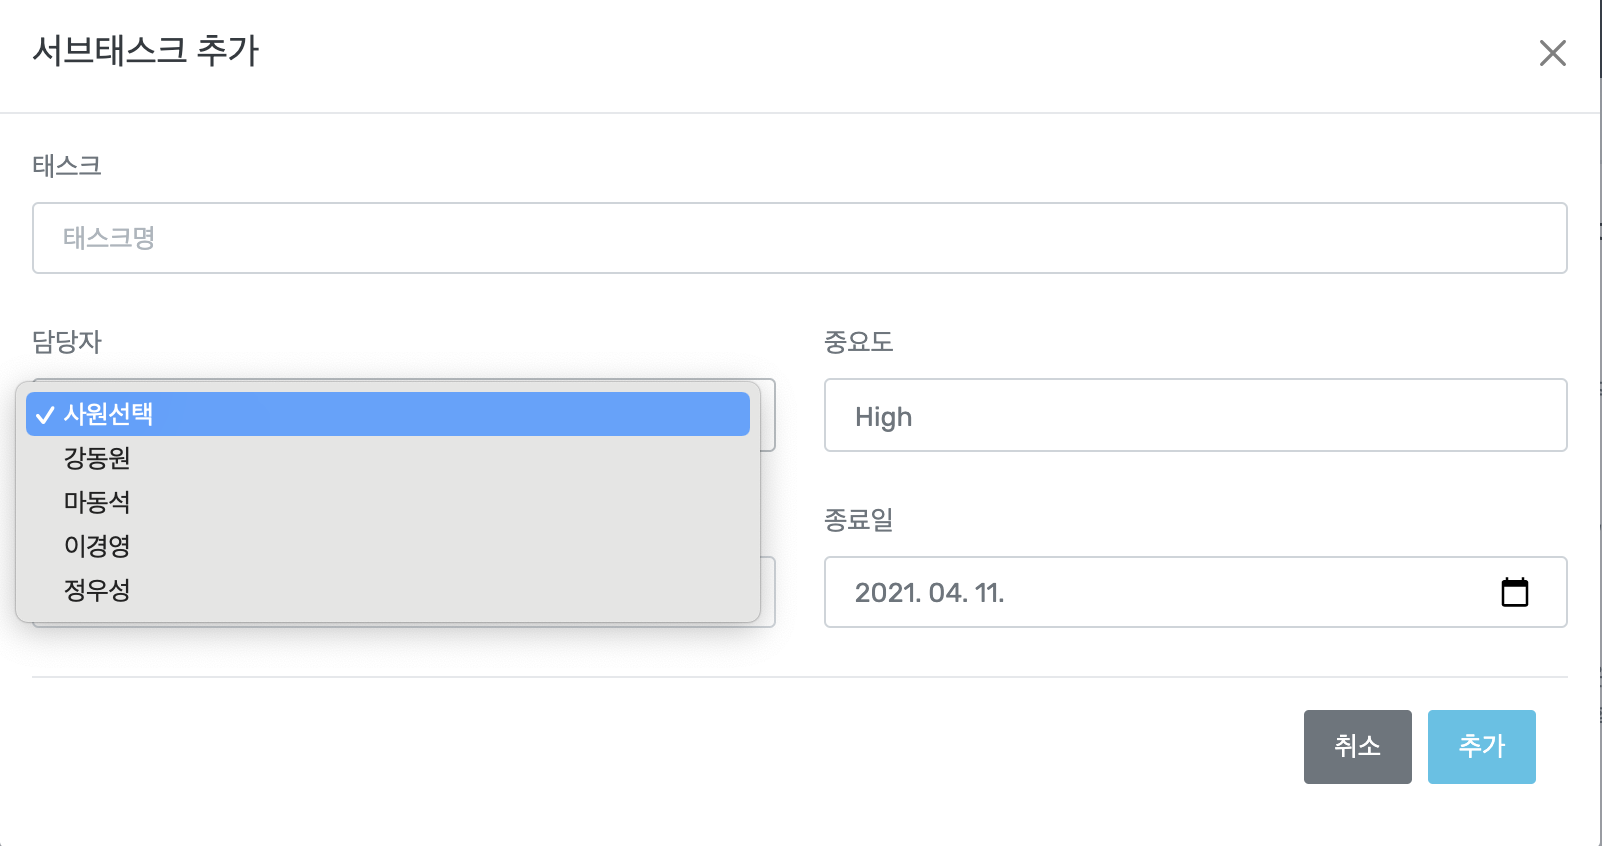 서브태스크 추가
태스크
태스크명
담당자
중요도
사원선택
강동원
마동석
이경영
정우성
High
종료일
2021. 04. 11.
취소
추가